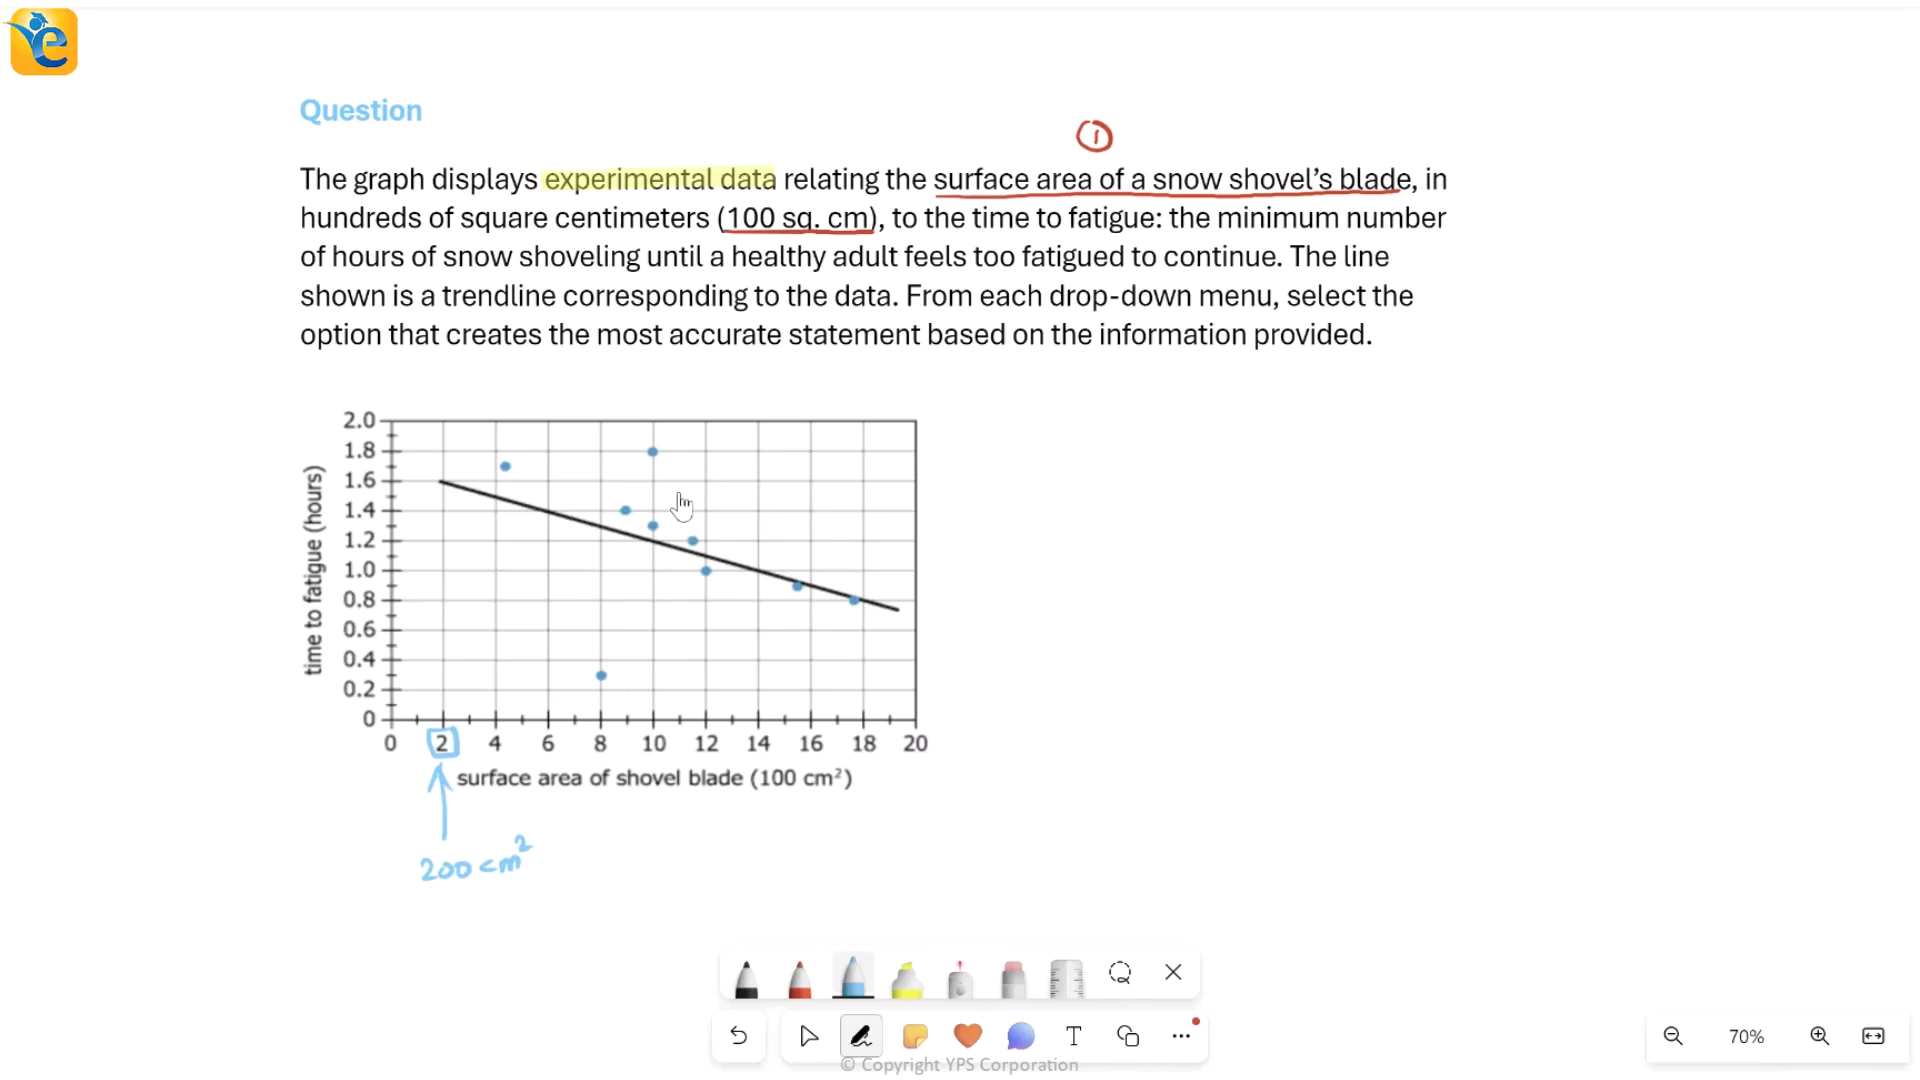 e
Question
1
The graph displays experimental data relating the surface area of a snow shovel’s blade, in
hundreds of square centimeters (100 sq. cm), to the time to fatigue: the minimum number
of hours of snow shoveling until a healthy adult feels too fatigued to continue. The line
shown is a trendline corresponding to the data. From each drop-down menu, select the
option that creates the most accurate statement based on the information provided.
time to fatigue (hours)
2.0
1.8
1.6
1.4
1.2
1.0
0.8
0.6
0.4
0.2
0
0 2 4 6 8 10 12 14 16 18 20
surface area of shovel blade (100 cm²)
200 cm²
T
70%
© Copyright YPS Corporation